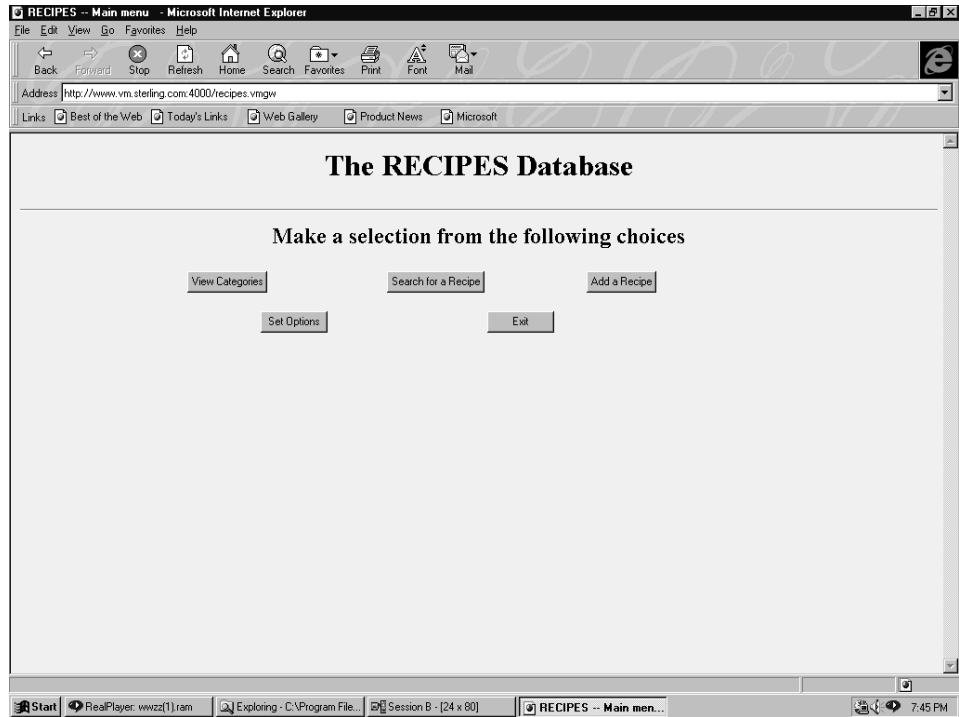 RECIPES -- Main menu - Microsoft Internet Explorer
File Edit View Go Favorites Help
Back Forward Stop Refresh Home Search Favorites Print Font Mail
Address http://www.vm.sterling.com:4000/recipes.vmgw
Links Best of the Web Today's Links Web Gallery Product News Microsoft
The RECIPES Database
Make a selection from the following choices
View Categories Search for a Recipe Add a Recipe
Set Options Exit
Start RealPlayer: wwzz(1).ram Exploring - C:\Program File... Session B - [24 x 80] RECIPES -- Main men... 7:45 PM